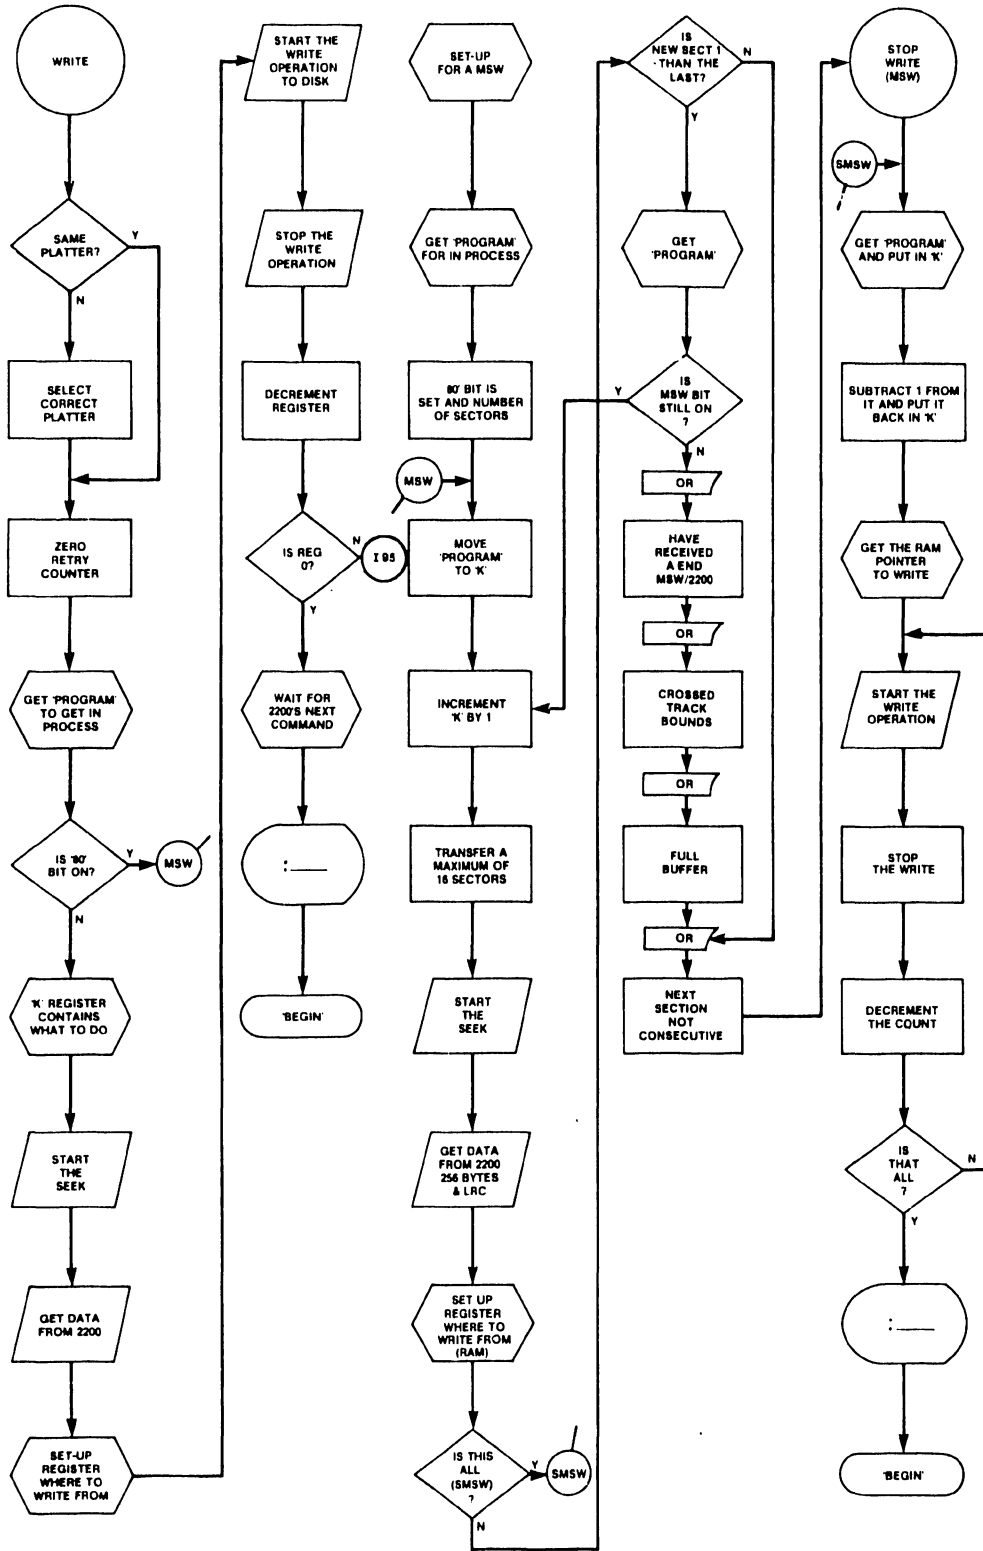 WRITE
SAME
PLATTER?
Y
N
SELECT
CORRECT
PLATTER
ZERO
RETRY
COUNTER
GET 'PROGRAM'
TO GET IN
PROCESS
IS '80'
BIT ON?
Y
MSW
N
'K' REGISTER
CONTAINS
WHAT TO DO
START
THE
SEEK
GET DATA
FROM 2200
SET-UP
REGISTER
WHERE TO
WRITE FROM
START THE
WRITE
OPERATION
TO DISK
STOP THE
WRITE
OPERATION
DECREMENT
REGISTER
IS REG
0?
N
I 95
Y
WAIT FOR
2200'S NEXT
COMMAND
: ___
'BEGIN'
SET-UP
FOR A MSW
GET 'PROGRAM'
FOR IN PROCESS
80' BIT IS
SET AND NUMBER
OF SECTORS
MSW
MOVE
'PROGRAM'
TO 'K'
INCREMENT
'K' BY 1
TRANSFER A
MAXIMUM OF
16 SECTORS
START
THE
SEEK
GET DATA
FROM 2200
256 BYTES
& LRC
SET UP
REGISTER
WHERE TO
WRITE FROM
(RAM)
IS THIS
ALL
(SMSW)
?
Y
SMSW
N
IS
NEW SECT 1
THAN THE
LAST?
N
Y
GET
'PROGRAM'
Y
IS
MSW BIT
STILL ON
?
N
OR
HAVE
RECEIVED
A END
MSW/2200
OR
CROSSED
TRACK
BOUNDS
OR
FULL
BUFFER
OR
NEXT
SECTION
NOT
CONSECUTIVE
STOP
WRITE
(MSW)
SMSW
GET 'PROGRAM'
AND PUT IN 'K'
SUBTRACT 1 FROM
IT AND PUT IT
BACK IN 'K'
GET THE RAM
POINTER
TO WRITE
START THE
WRITE
OPERATION
STOP
THE WRITE
DECREMENT
THE COUNT
IS
THAT
ALL
?
N
Y
: ___
'BEGIN'